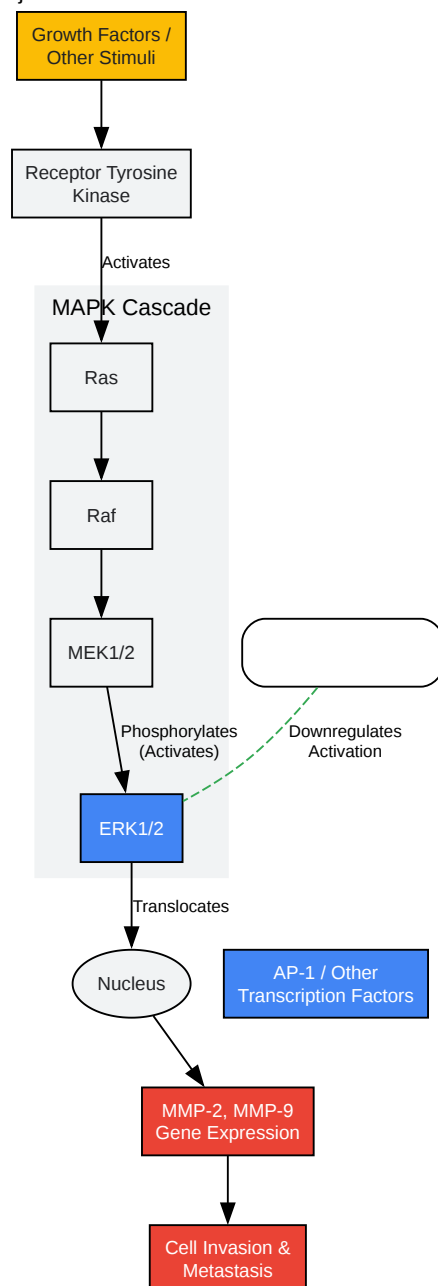 Growth Factors /
Other Stimuli
Receptor Tyrosine
Kinase
Activates
MAPK Cascade
Ras
Raf
MEK1/2
Phosphorylates
(Activates)
Downregulates
Activation
ERK1/2
Translocates
Nucleus
AP-1 / Other
Transcription Factors
MMP-2, MMP-9
Gene Expression
Cell Invasion &
Metastasis